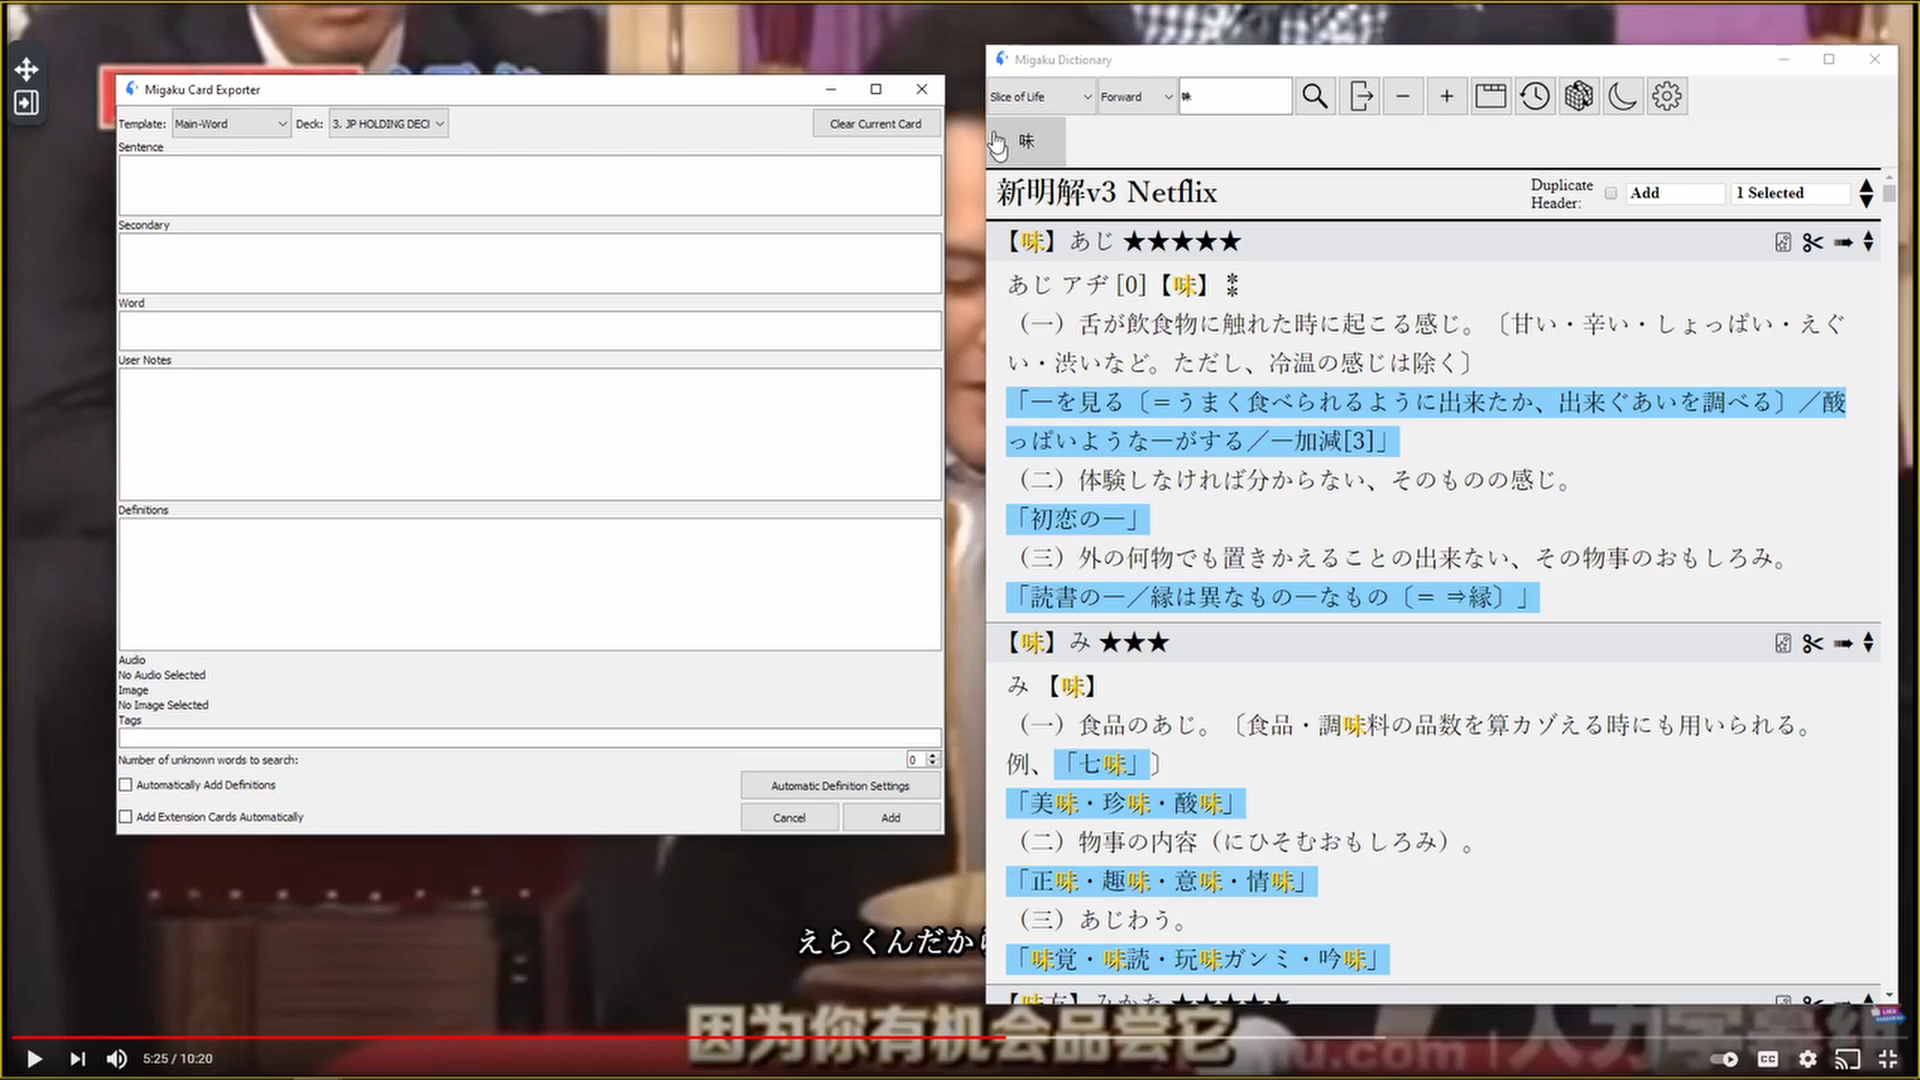 Migaku Card Exporter
Template: Main-Word Deck: 3. JP HOLDING DECI Clear Current Card
Sentence
Secondary
Word
User Notes
Definitions
Audio
No Audio Selected
Image
No Image Selected
Tags
Number of unknown words to search: 0
Automatically Add Definitions
Automatic Definition Settings
Add Extension Cards Automatically
Cancel Add
Migaku Dictionary
Slice of Life Forward 味
味
新明解v3 Netflix
Duplicate Header: Add 1 Selected
【味】 あじ ★★★★★
あじ アヂ [0] 【味】 ⁑
（一）舌が飲食物に触れた時に起こる感じ。〔甘い・辛い・しょっぱい・えぐ
い・渋いなど。ただし、冷温の感じは除く〕
「―を見る〔＝うまく食べられるように出来たか、出来ぐあいを調べる〕／酸
っぱいような―がする／―加減[3]」
（二）体験しなければ分からない、そのものの感じ。
「初恋の―」
（三）外の何物でも置きかえることの出来ない、その物事のおもしろみ。
「読書の―／縁は異なもの―なもの〔＝ ⇒縁〕」
【味】 み ★★★
み 【味】
（一）食品のあじ。〔食品・調味料の品数を算カゾえる時にも用いられる。
例、「七味」〕
「美味・珍味・酸味」
（二）物事の内容（にひそむおもしろみ）。
「正味・趣味・意味・情味」
（三）あじわう。
「味覚・味読・玩味ガンミ・吟味」
【味方】 みかた ★★★★★
えらくんだから
因为你有机会品尝它
5:25 / 10:20